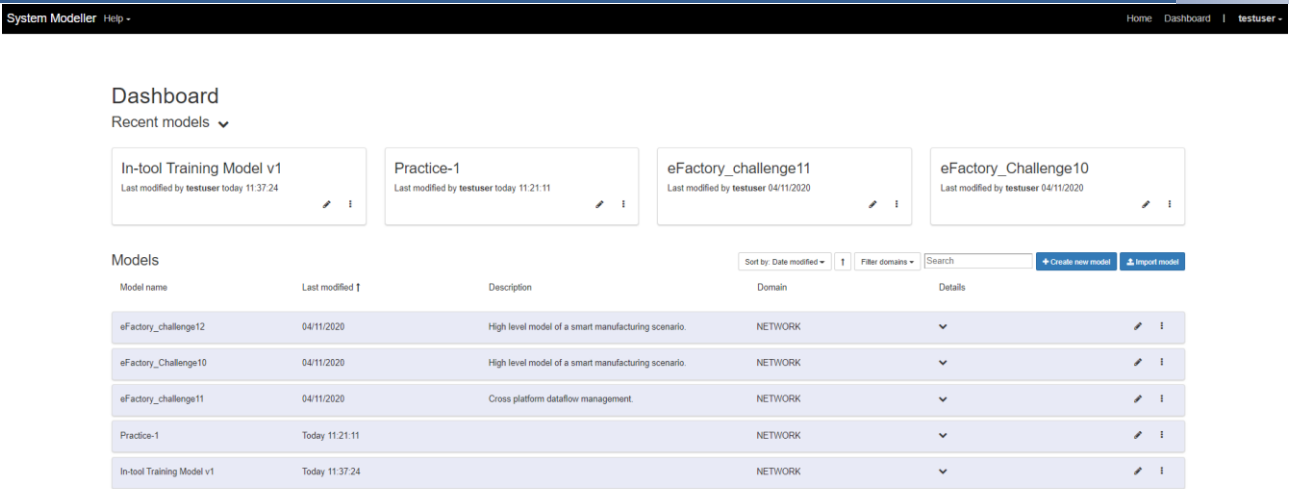 System Modeller Help Home Dashboard | testuser
Dashboard
Recent models
In-tool Training Model v1
Last modified by testuser today 11:37:24
Practice-1
Last modified by testuser today 11:21:11
eFactory_challenge11
Last modified by testuser 04/11/2020
eFactory_Challenge10
Last modified by testuser 04/11/2020
Models Sort by: Date modified Filter domains Search Create new model Import model
Model name Last modified Description Domain Details
eFactory_challenge12 04/11/2020 High level model of a smart manufacturing scenario. NETWORK
eFactory_Challenge10 04/11/2020 High level model of a smart manufacturing scenario. NETWORK
eFactory_challenge11 04/11/2020 Cross platform dataflow management. NETWORK
Practice-1 Today 11:21:11 NETWORK
In-tool Training Model v1 Today 11:37:24 NETWORK